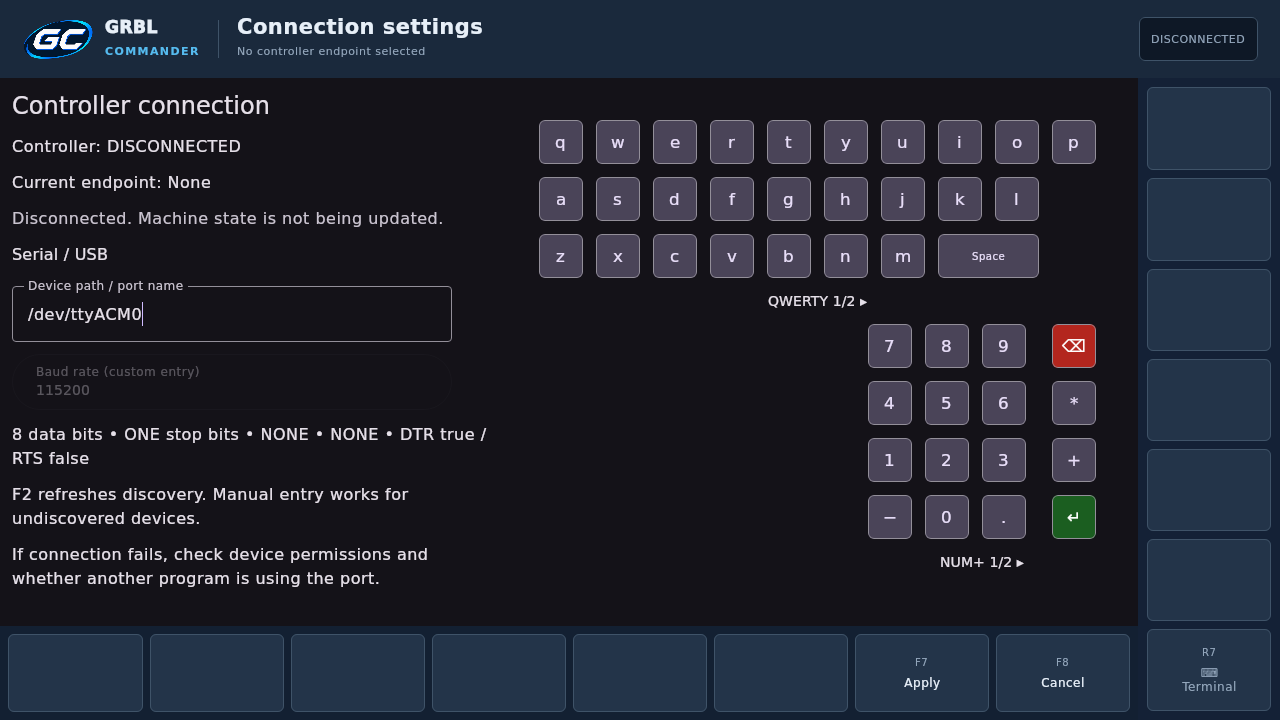 GC
GRBL
COMMANDER
Connection settings
No controller endpoint selected
DISCONNECTED
Controller connection
Controller: DISCONNECTED
Current endpoint: None
Disconnected. Machine state is not being updated.
Serial / USB
Device path / port name
/dev/ttyACM0
Baud rate (custom entry)
115200
8 data bits • ONE stop bits • NONE • NONE • DTR true /
RTS false
F2 refreshes discovery. Manual entry works for
undiscovered devices.
If connection fails, check device permissions and
whether another program is using the port.
q w e r t y u i o p
a s d f g h j k l
z x c v b n m Space
QWERTY 1/2 ▸
7 8 9 ⌫
4 5 6 *
1 2 3 +
− 0 . ↵
NUM+ 1/2 ▸
F7
Apply
F8
Cancel
R7
⌨
Terminal